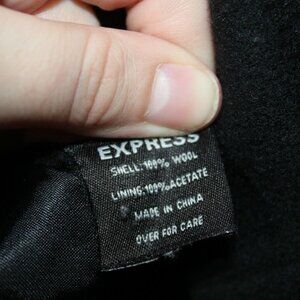 EXPRESS
SHELL: 100% WOOL
LINING: 100% ACETATE
MADE IN CHINA
OVER FOR CARE